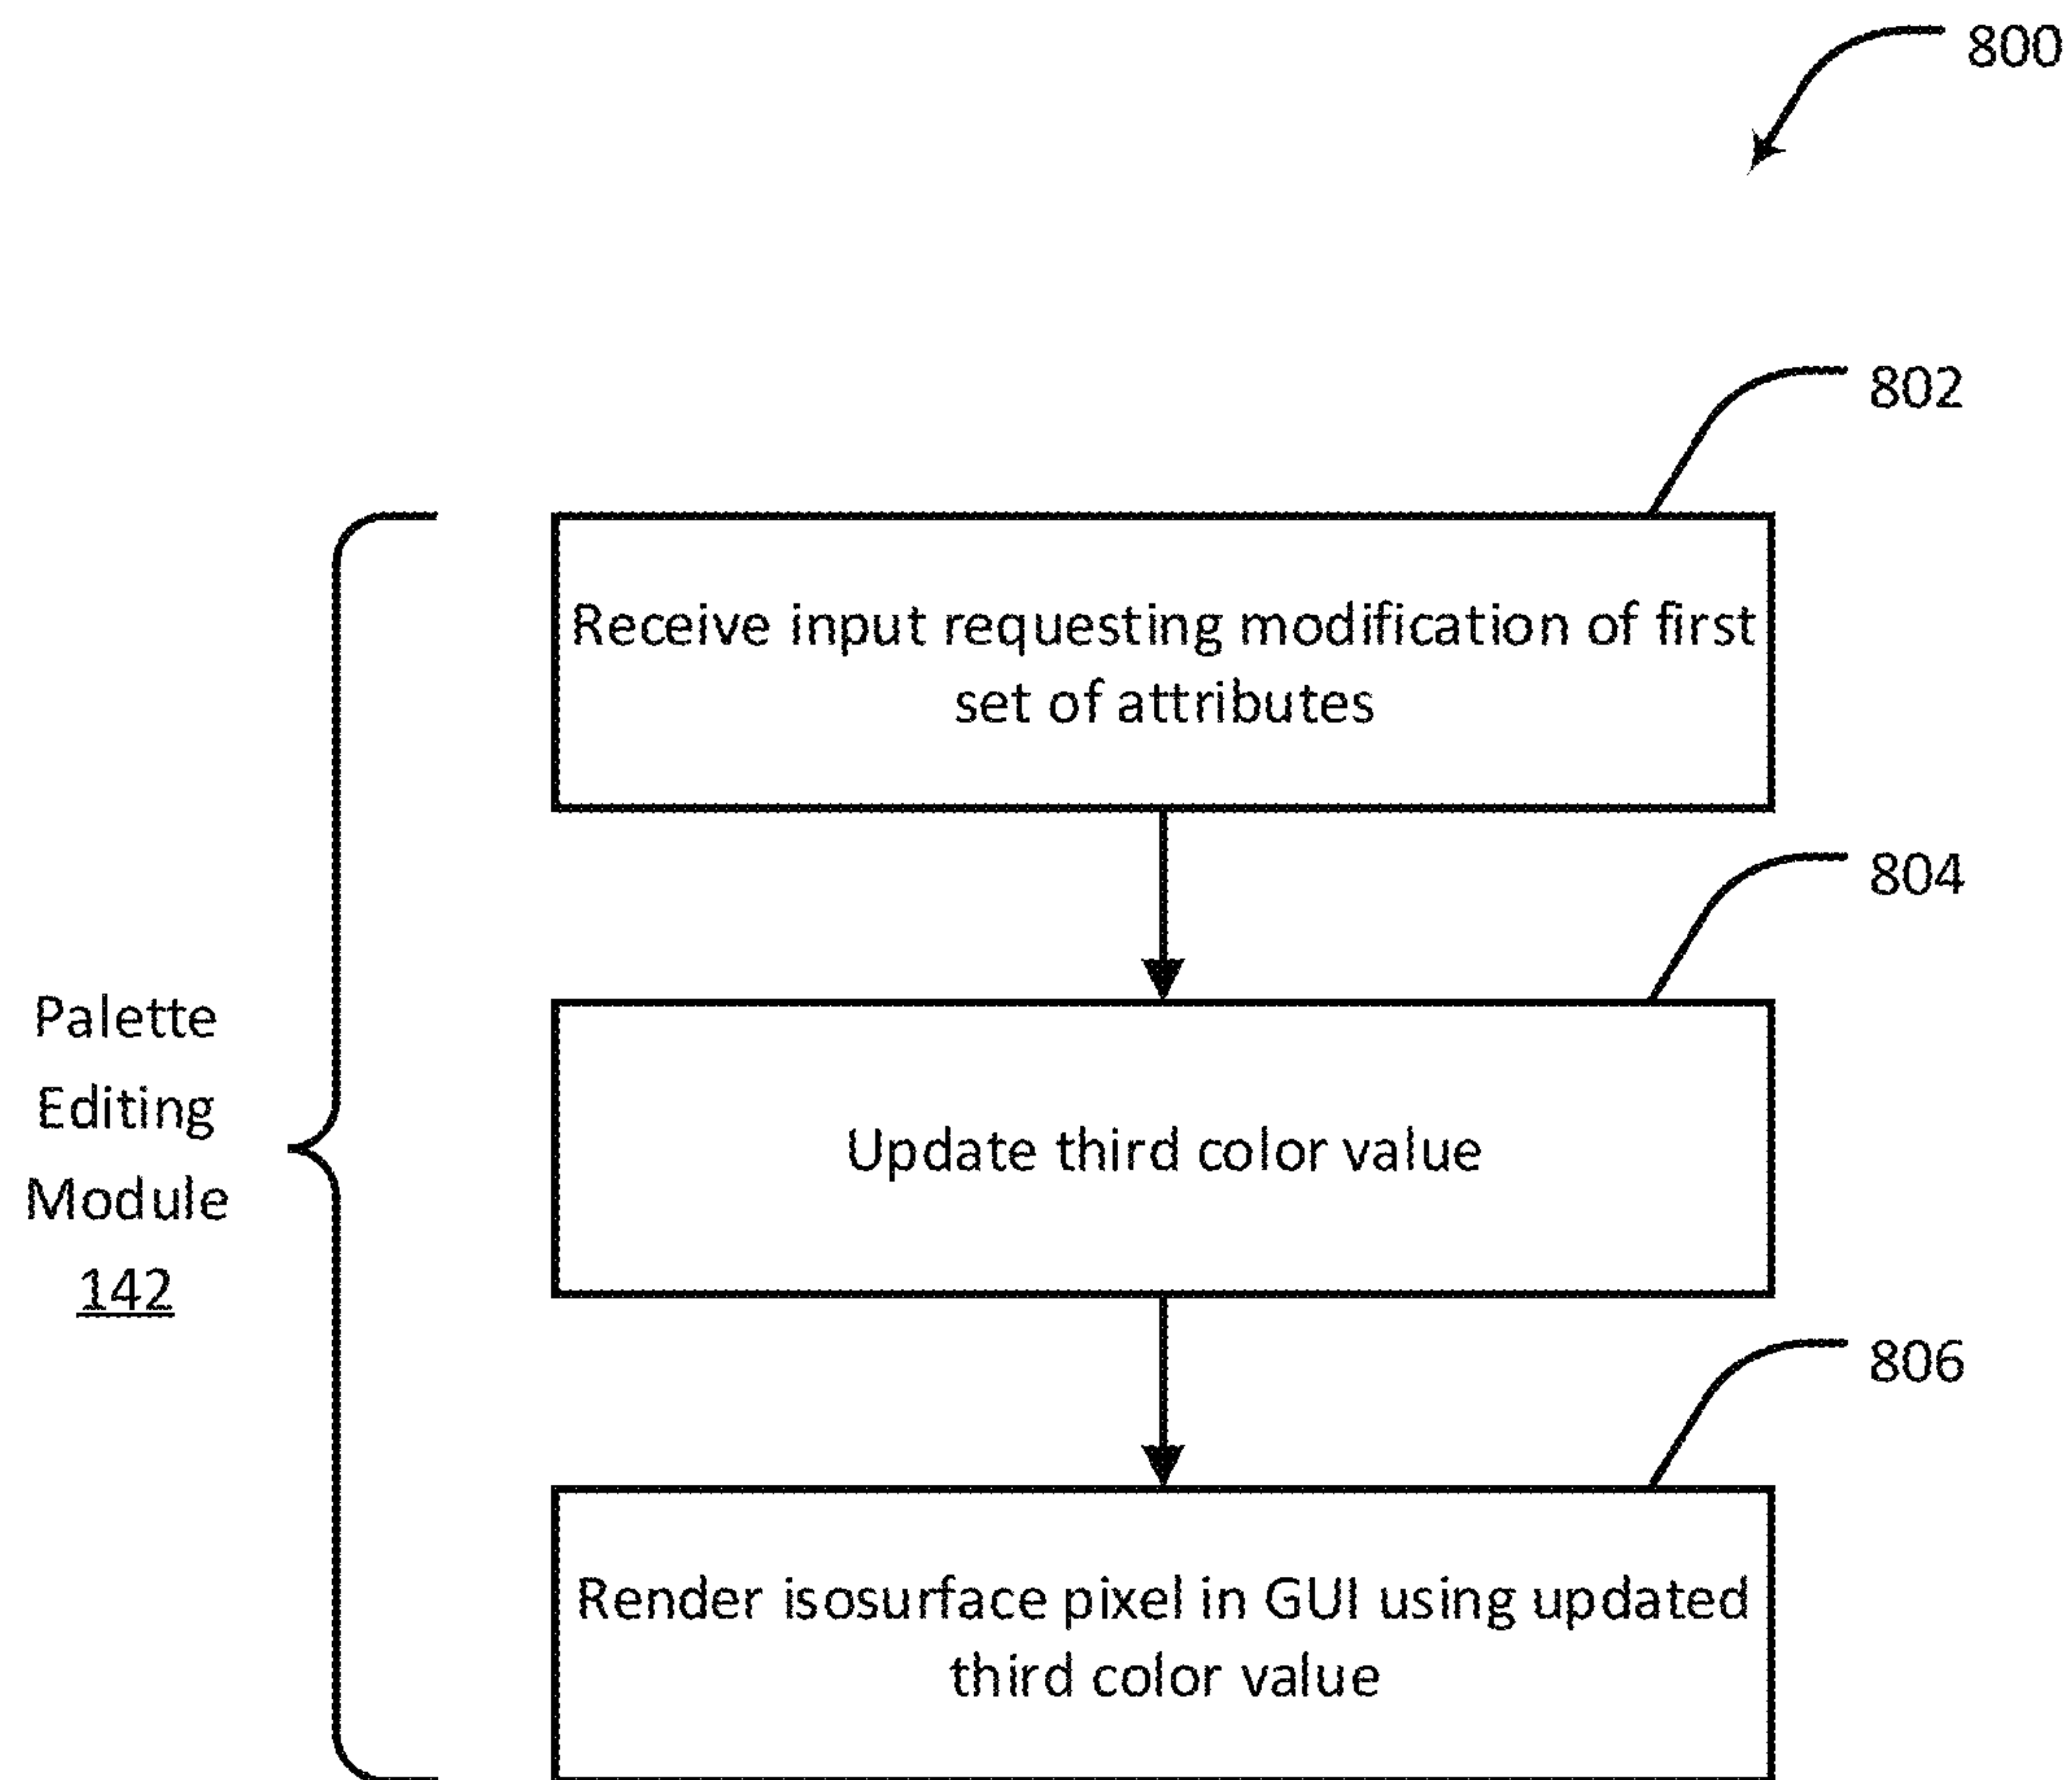 800
802
Receive input requesting modification of first
set of attributes
804
Update third color value
Palette
Editing
Module
142
806
Render isosurface pixel in GUI using updated
third color value